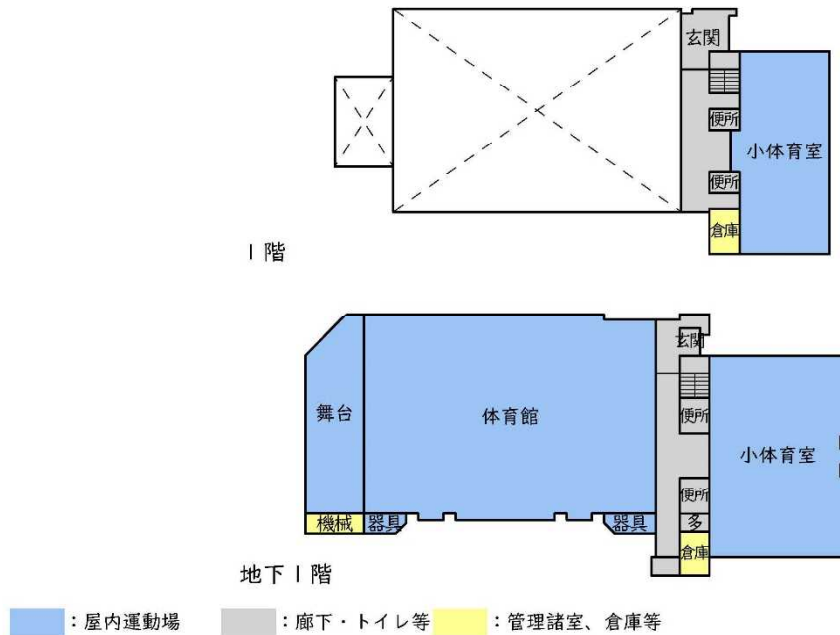 玄関
便所
小体育室
便所
倉庫
1階
玄関
舞台
体育館
便所
小体育室
便所
機械
器具
器具
多
倉庫
地下1階
：屋内運動場
：廊下・トイレ等
：管理諸室、倉庫等